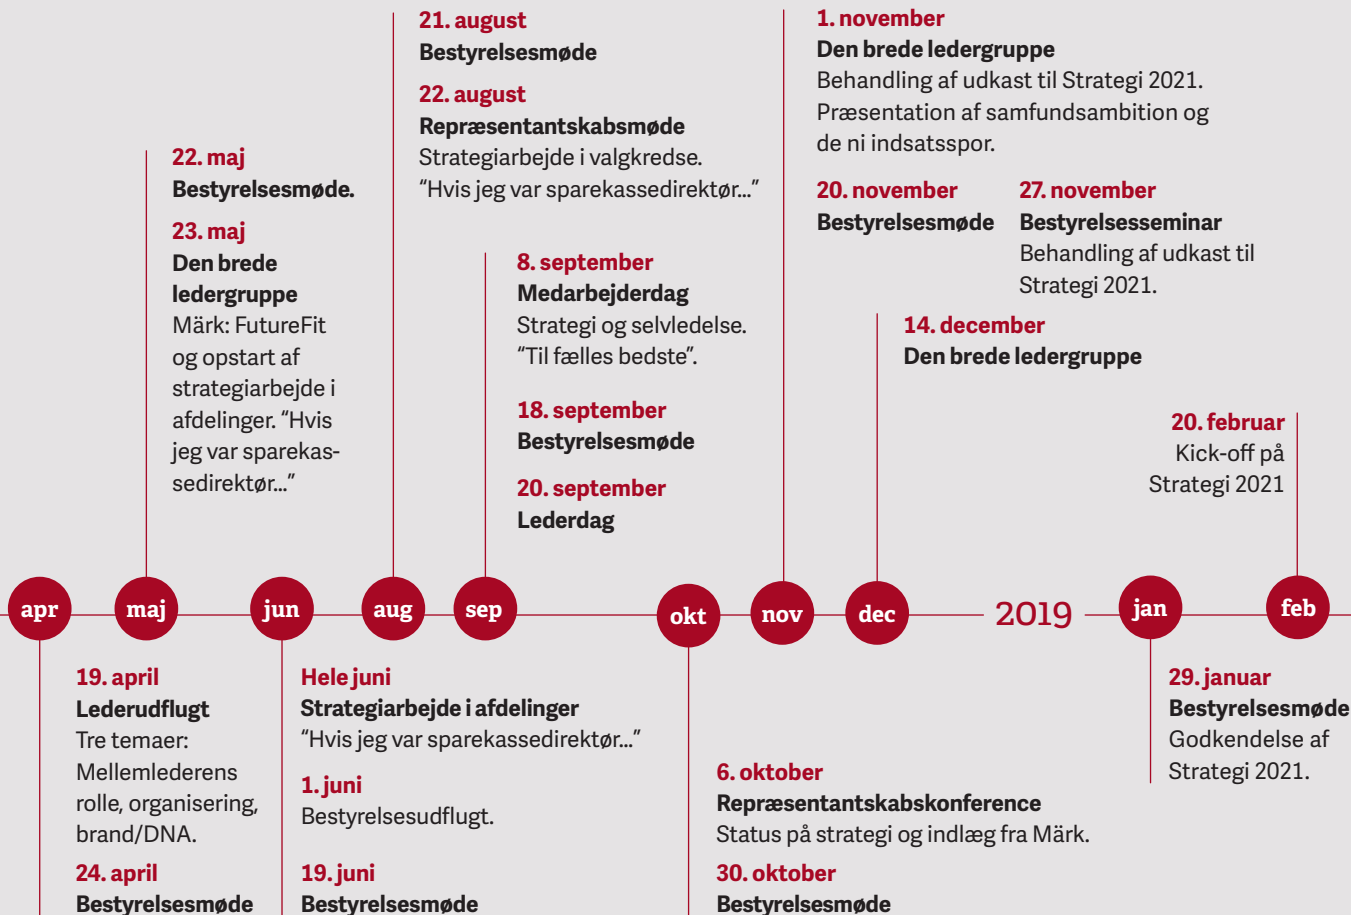 21. august
Bestyrelsesmøde
22. august
Repræsentantskabsmøde
Strategiarbejde i valgkredse.
“Hvis jeg var sparekassedirektør...”
1. november
Den brede ledergruppe
Behandling af udkast til Strategi 2021.
Præsentation af samfundsambition og
de ni indsatsspor.
22. maj
Bestyrelsesmøde.
23. maj
Den brede
ledergruppe
Märk: FutureFit
og opstart af
strategiarbejde i
afdelinger. “Hvis
jeg var sparekas-
sedirektør...”
20. november
Bestyrelsesmøde
27. november
Bestyrelsesseminar
Behandling af udkast til
Strategi 2021.
8. september
Medarbejderdag
Strategi og selvledelse.
“Til fælles bedste”.
18. september
Bestyrelsesmøde
20. september
Lederdag
14. december
Den brede ledergruppe
20. februar
Kick-off på
Strategi 2021
apr
maj
jun
aug
sep
okt
nov
dec
2019
jan
feb
19. april
Lederudflugt
Tre temaer:
Mellemlederens
rolle, organisering,
brand/DNA.
24. april
Bestyrelsesmøde
Hele juni
Strategiarbejde i afdelinger
“Hvis jeg var sparekassedirektør...”
1. juni
Bestyrelsesudflugt.
19. juni
Bestyrelsesmøde
6. oktober
Repræsentantskabskonference
Status på strategi og indlæg fra Märk.
30. oktober
Bestyrelsesmøde
29. januar
Bestyrelsesmøde
Godkendelse af
Strategi 2021.